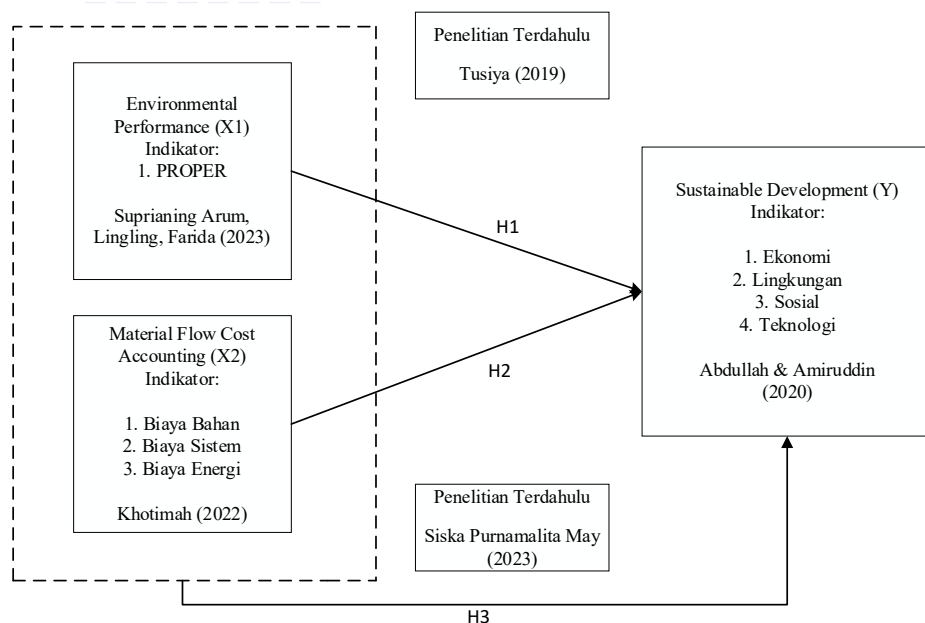 Penelitian Terdahulu
Tusiya (2019)
Environmental
Performance (X1)
Indikator:
1. PROPER
Suprianing Arum,
Lingling, Farida (2023)
H1
Sustainable Development (Y)
Indikator:
1. Ekonomi
2. Lingkungan
3. Sosial
4. Teknologi
Abdullah & Amiruddin
(2020)
Material Flow Cost
Accounting (X2)
Indikator:
1. Biaya Bahan
2. Biaya Sistem
3. Biaya Energi
Khotimah (2022)
H2
Penelitian Terdahulu
Siska Purnamalita May
(2023)
H3